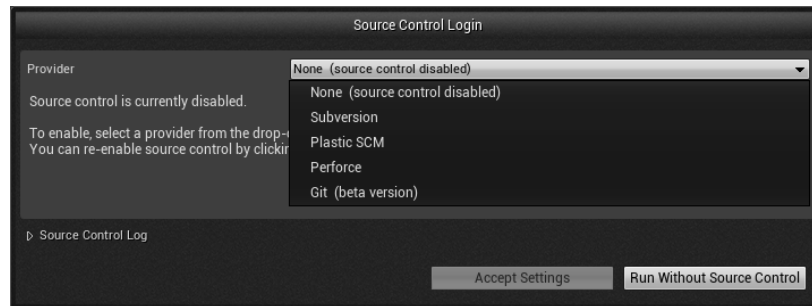 Source Control Login
Provider
None (source control disabled)
None (source control disabled)
Subversion
Plastic SCM
Perforce
Git (beta version)
Source control is currently disabled.
To enable, select a provider from the drop-
You can re-enable source control by
Source Control Log
Accept Settings
Run Without Source Control